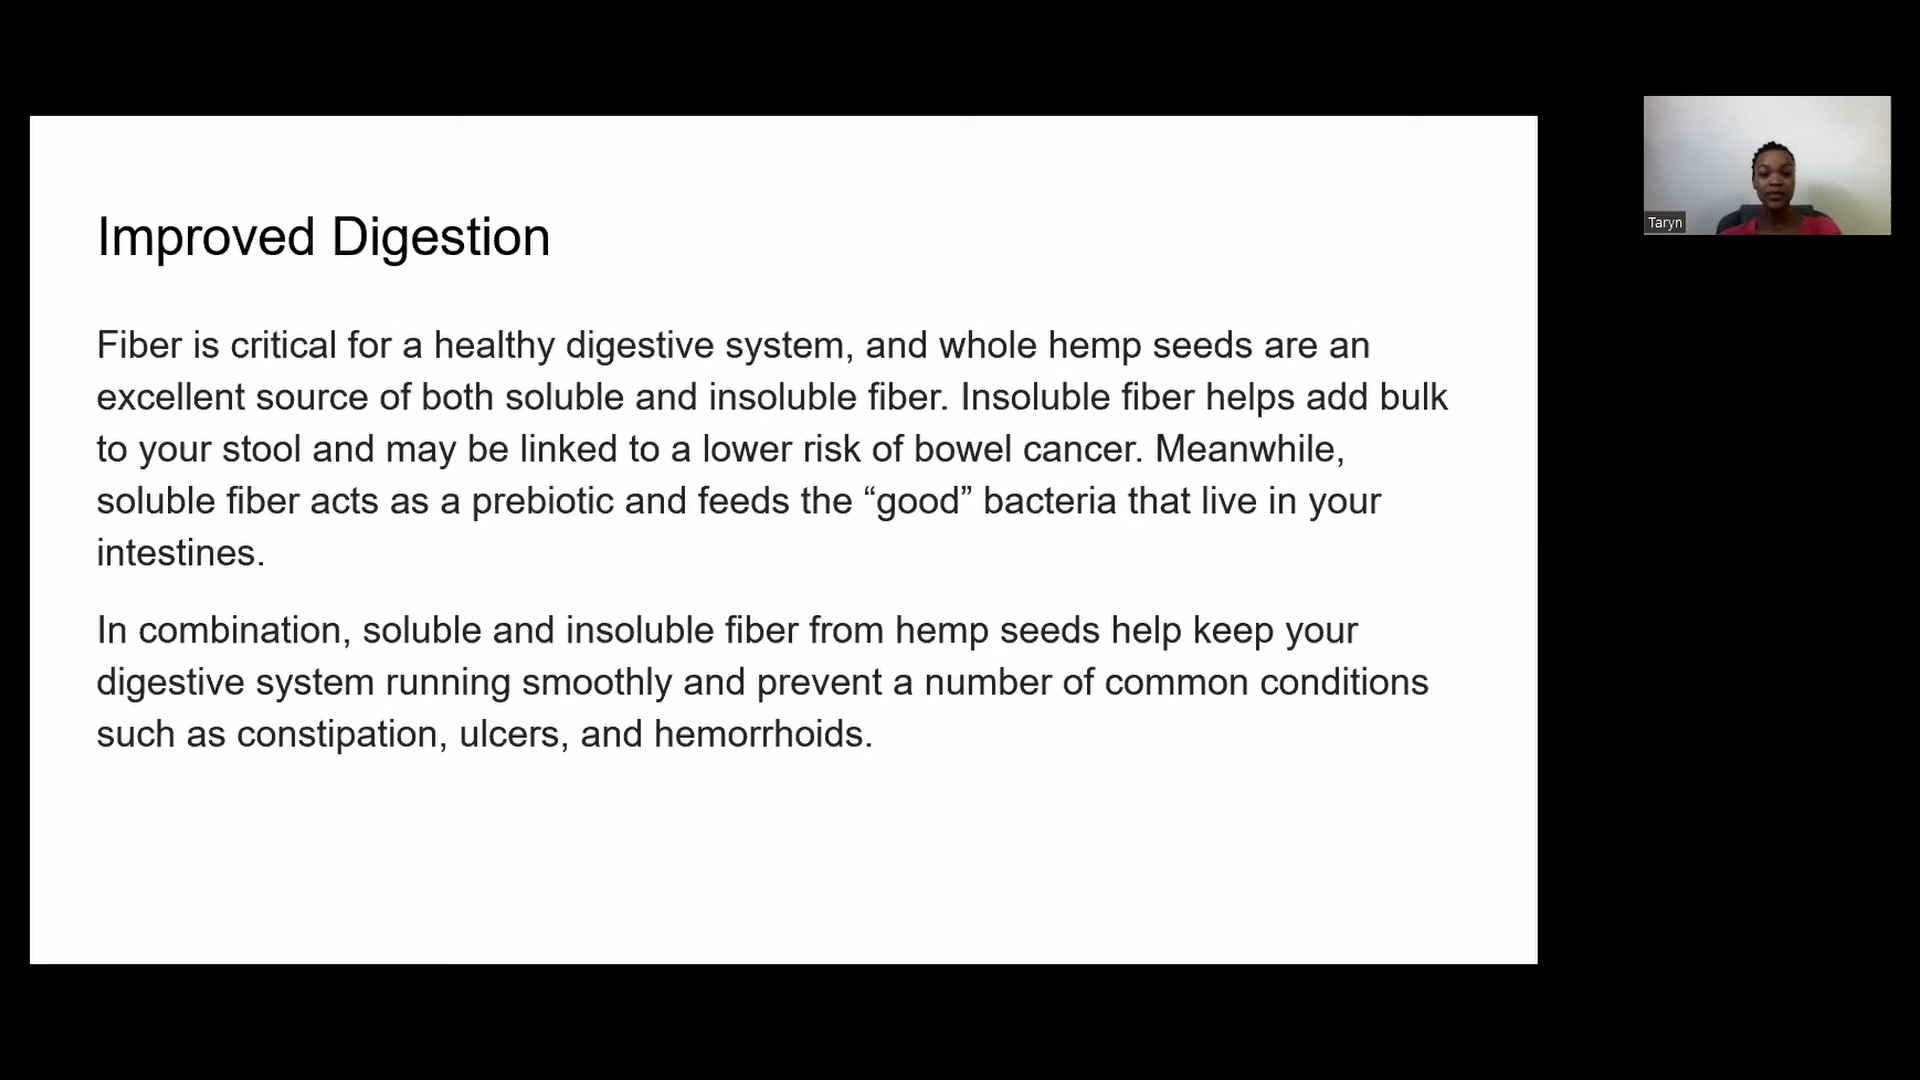 Improved Digestion
Fiber is critical for a healthy digestive system, and whole hemp seeds are an
excellent source of both soluble and insoluble fiber. Insoluble fiber helps add bulk
to your stool and may be linked to a lower risk of bowel cancer. Meanwhile,
soluble fiber acts as a prebiotic and feeds the “good” bacteria that live in your
intestines.
In combination, soluble and insoluble fiber from hemp seeds help keep your
digestive system running smoothly and prevent a number of common conditions
such as constipation, ulcers, and hemorrhoids.
Taryn